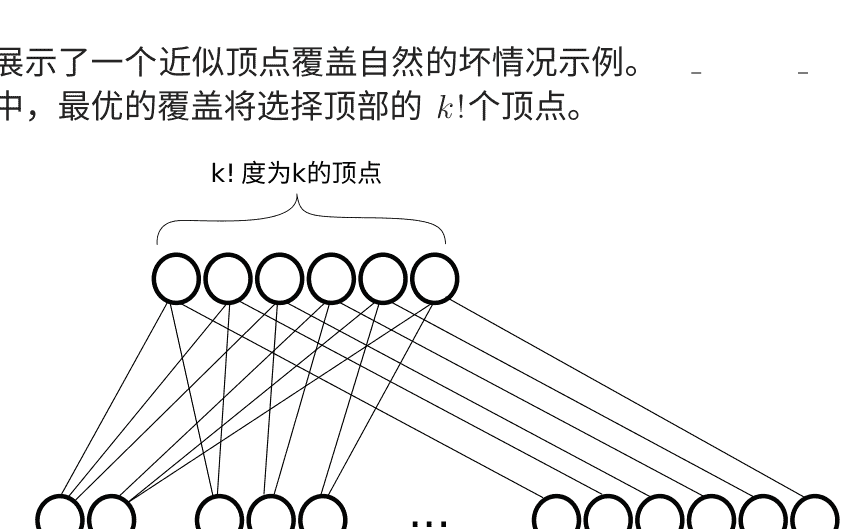 展示了一个近似顶点覆盖自然的坏情况示例。
中，最优的覆盖将选择顶部的 k!个顶点。
k! 度为k的顶点
...